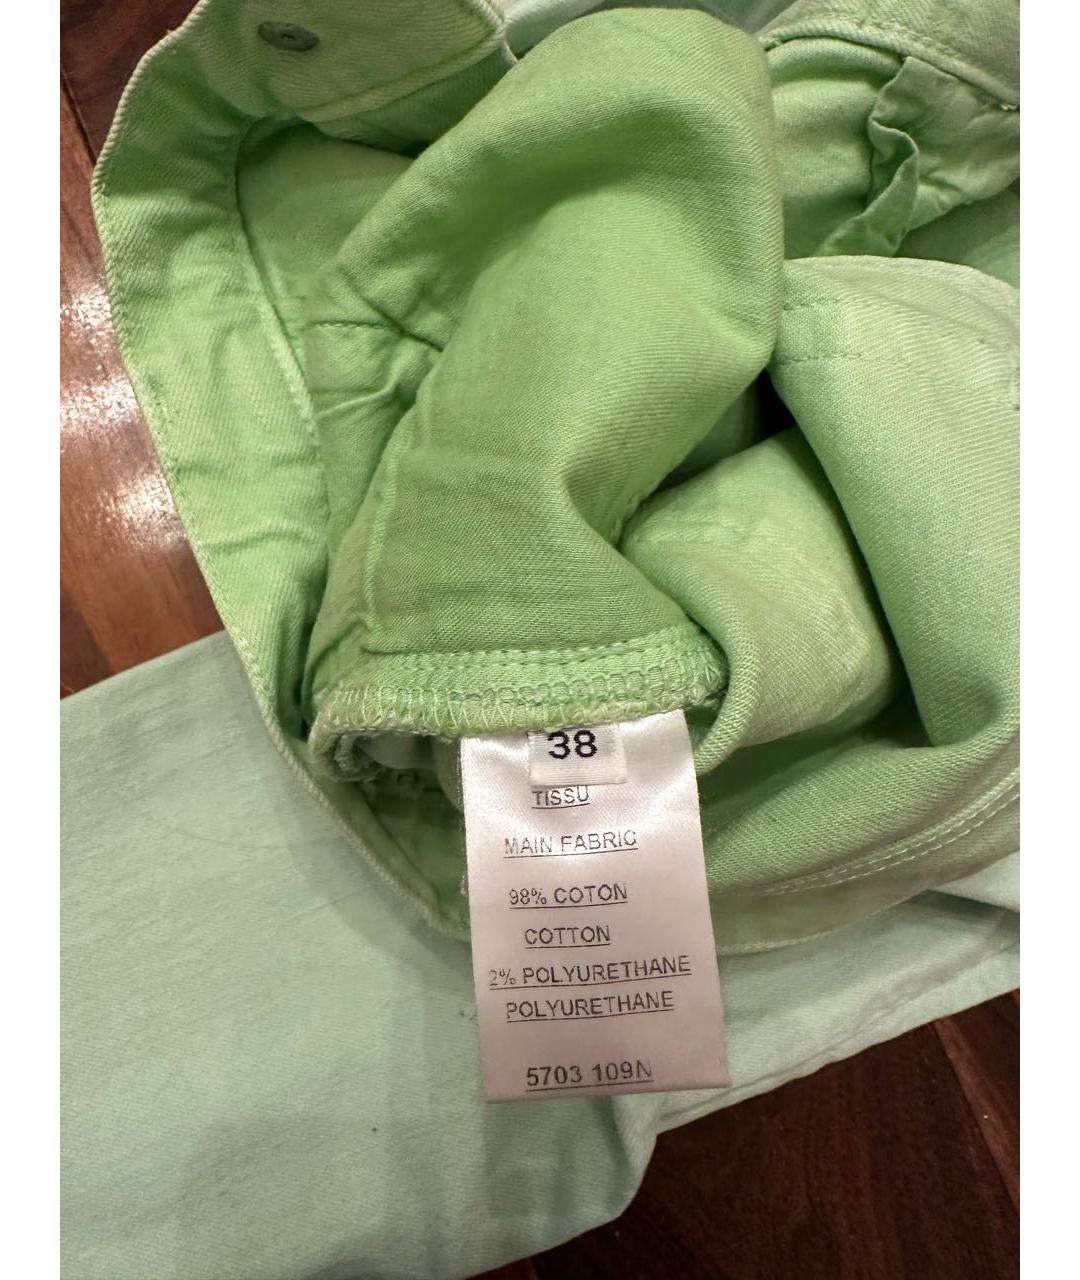 38
TISSU
MAIN FABRIC
98% COTON
COTTON
2% POLYURETHANE
POLYURETHANE
5703 109N